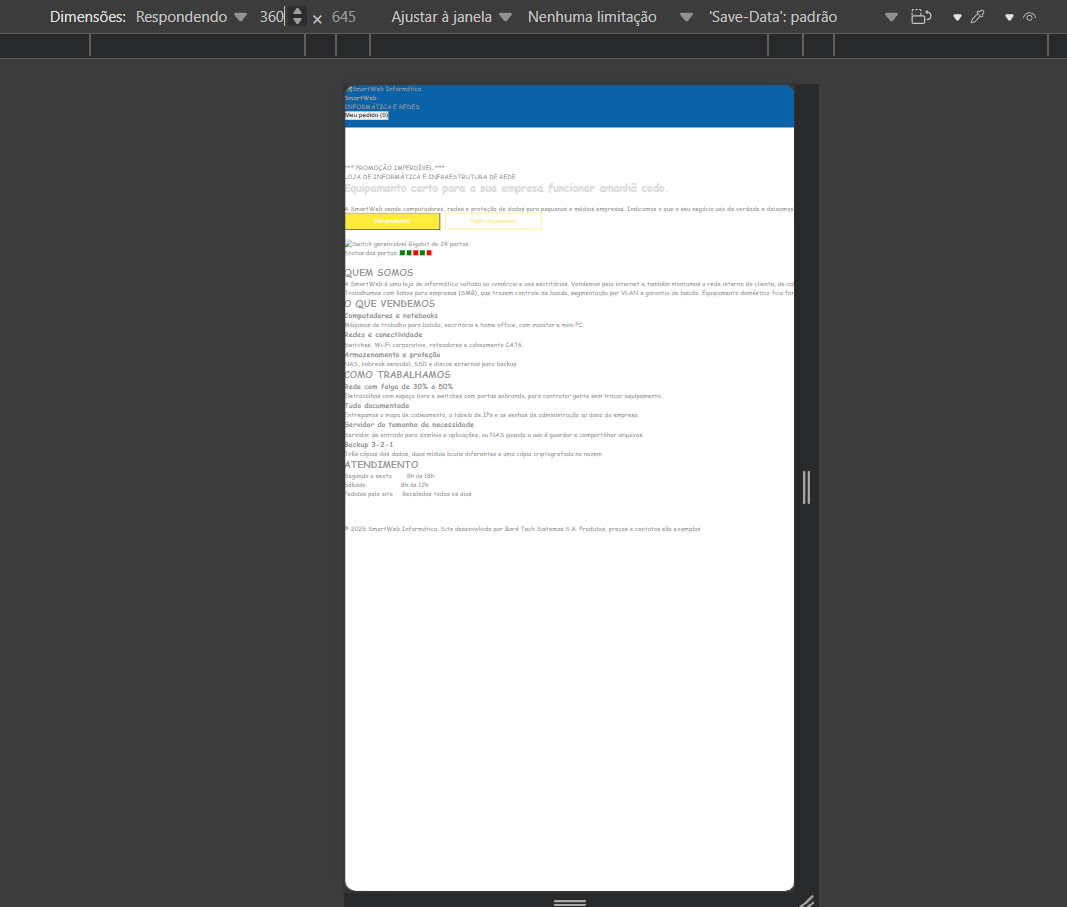 Dimensões: Respondendo 360 × 645 Ajustar à janela Nenhuma limitação 'Save-Data': padrão
SmartWeb Informática
SmartWeb
INFORMÁTICA E REDES
Meu pedido (0)
*** PROMOÇÃO IMPERDÍVEL ***
LOJA DE INFORMÁTICA E INFRAESTRUTURA DE REDE
Equipamento certo para a sua empresa funcionar amanhã cedo.
A SmartWeb vende computadores, redes e proteção de dados para pequenas e médias empresas. Indicamos o que o seu negócio usa de verdade e deixamos
Ver produtos Pedir orçamento
Switch gerenciável Gigabit de 24 portas
Status das portas:
QUEM SOMOS
A SmartWeb é uma loja de informática voltada ao comércio e aos escritórios. Vendemos pela internet e também montamos a rede interna do cliente, do ca
Trabalhamos com linhas para empresas (SMB), que trazem controle de banda, segmentação por VLAN e garantia de balcão. Equipamento doméstico fica for
O QUE VENDEMOS
Computadores e notebooks
Máquinas de trabalho para balcão, escritório e home office, com monitor e mini PC.
Redes e conectividade
Switches, Wi-Fi corporativo, roteadores e cabeamento CAT6.
Armazenamento e proteção
NAS, nobreak senoidal, SSD e discos externos para backup.
COMO TRABALHAMOS
Rede com folga de 30% a 50%
Eletrocalhas com espaço livre e switches com portas sobrando, para contratar gente sem trocar equipamento.
Tudo documentado
Entregamos o mapa de cabeamento, a tabela de IPs e as senhas de administração ao dono da empresa.
Servidor do tamanho da necessidade
Servidor de entrada para domínio e aplicações, ou NAS quando o uso é guardar e compartilhar arquivos.
Backup 3-2-1
Três cópias dos dados, duas mídias locais diferentes e uma cópia criptografada na nuvem.
ATENDIMENTO
Segunda a sexta 8h às 18h
Sábado 8h às 12h
Pedidos pelo site Recebidos todos os dias
© 2026 SmartWeb Informática. Site desenvolvido por Baré Tech Sistemas S.A. Produtos, preços e contatos são exemplos.